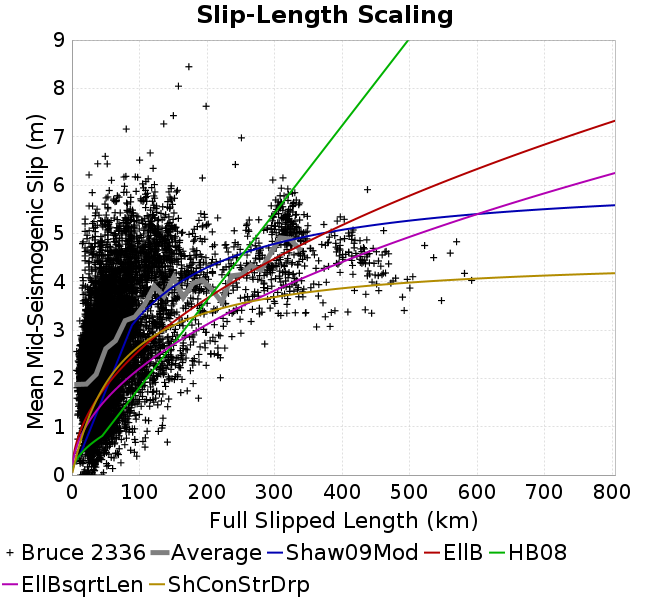 Slip-Length Scaling
Mean Mid-Seismogenic Slip (m)
9
8
7
6
5
4
3
2
1
0
0 100 200 300 400 500 600 700 800
Full Slipped Length (km)
Bruce 2336 Average Shaw09Mod EllB HB08
EllBsqrtLen ShConStrDrp